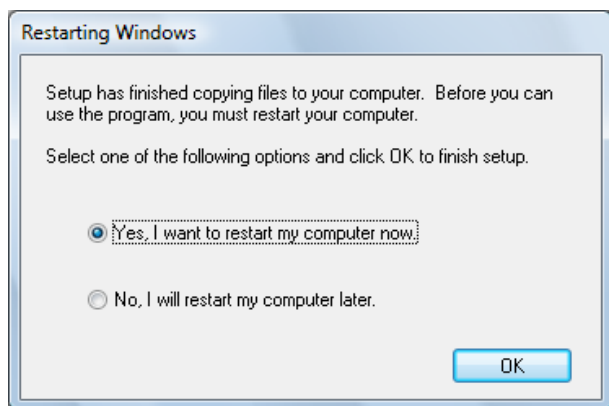 Restarting Windows
Setup has finished copying files to your computer.  Before you can
use the program, you must restart your computer.
Select one of the following options and click OK to finish setup.
Yes, I want to restart my computer now.
No, I will restart my computer later.
OK